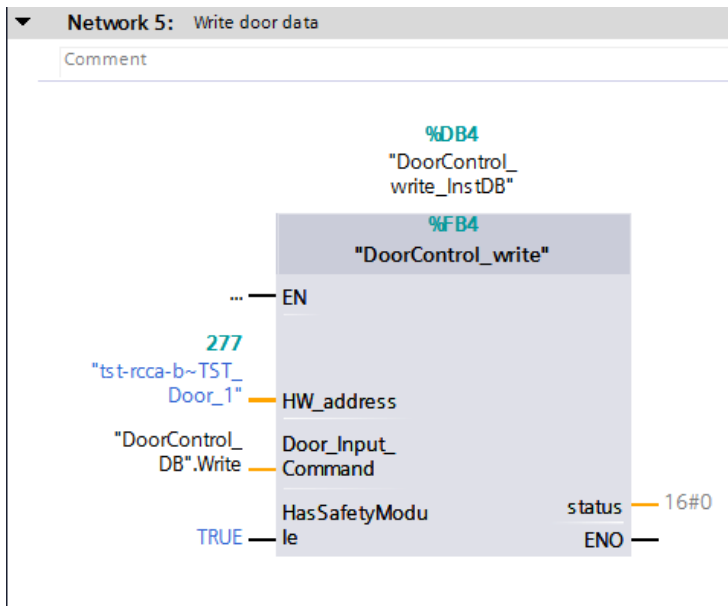 Network 5: Write door data
Comment
%DB4
"DoorControl_
write_InstDB"
%FB4
"DoorControl_write"
... EN
277
"tst-rcca-b~TST_
Door_1"
HW_address
"DoorControl_
DB".Write
Door_Input_
Command
HasSafetyModu
le
TRUE
status
16#0
ENO